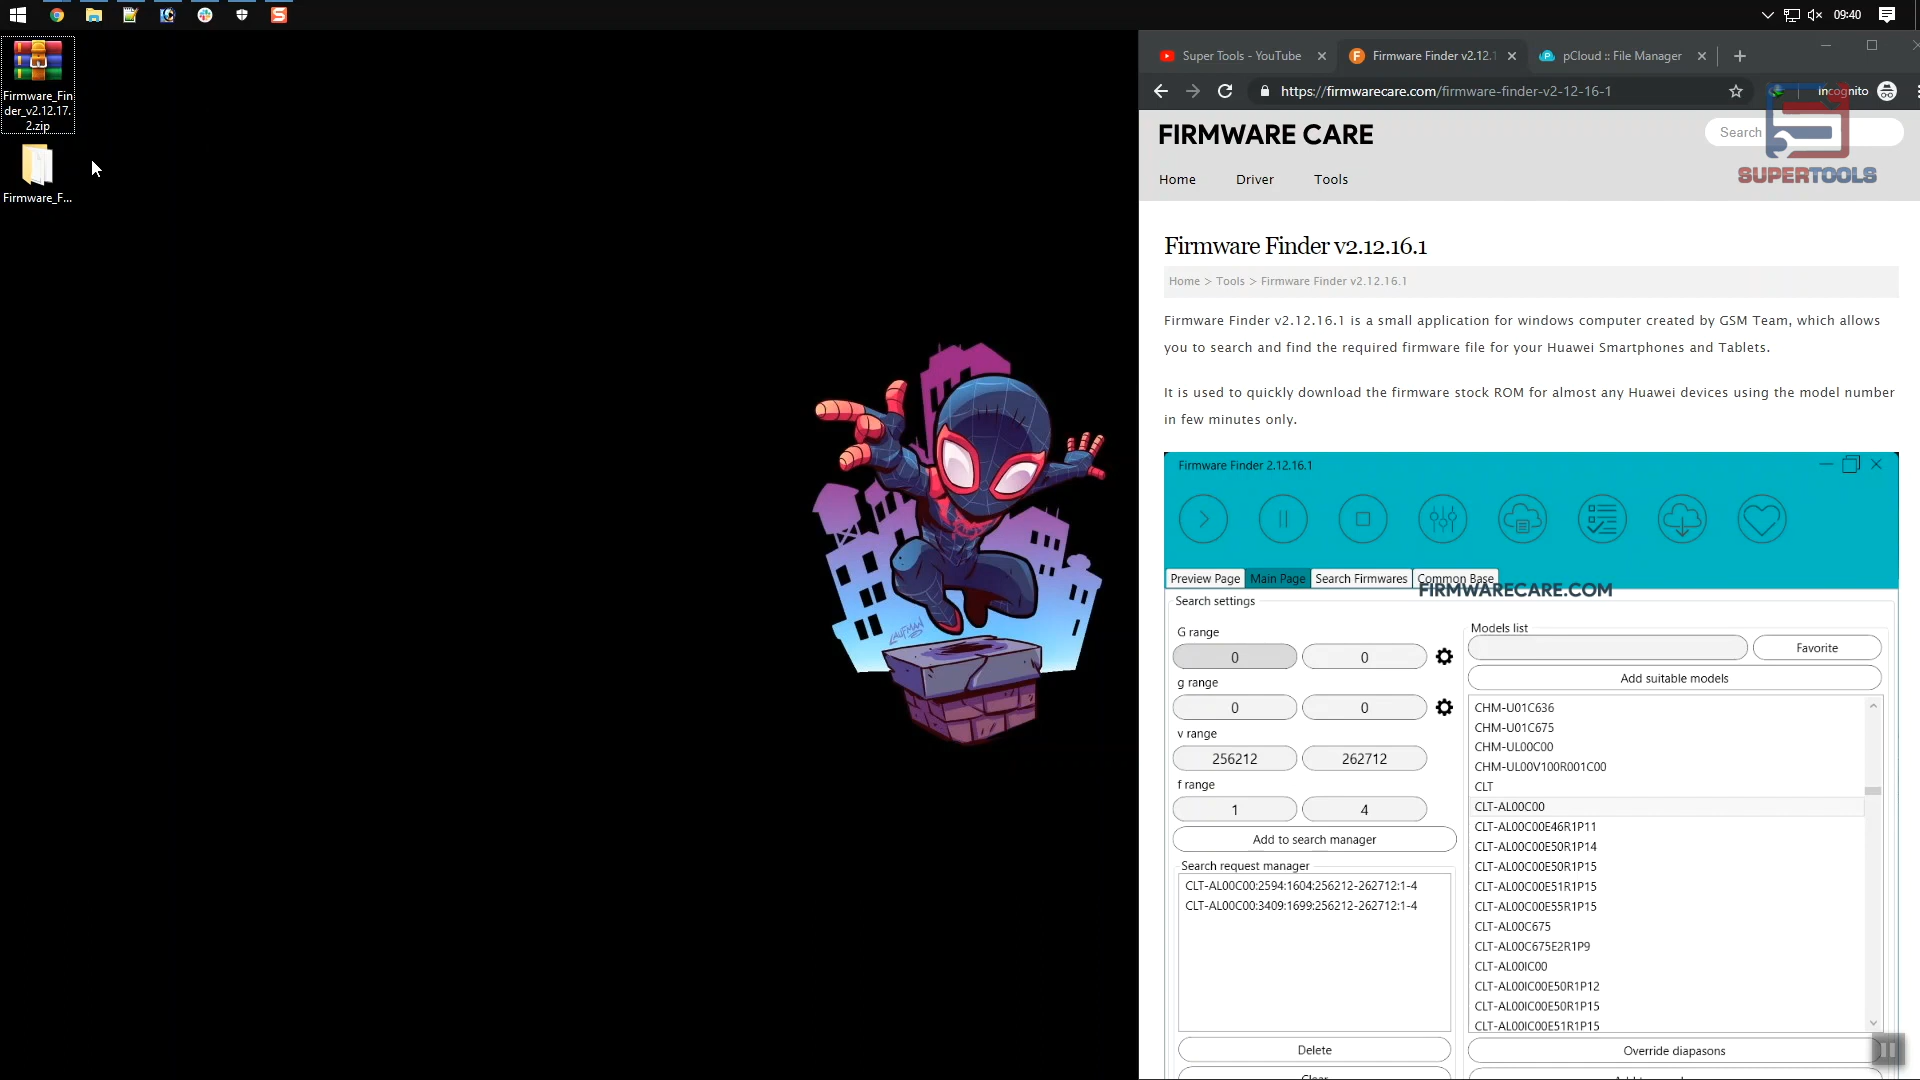 09:40
Firmware_Fin
der_v2.12.17.
2.zip
Firmware_F...
Super Tools - YouTube
Firmware Finder v2.12.1
pCloud :: File Manager
https://firmwarecare.com/firmware-finder-v2-12-16-1
Incognito
FIRMWARE CARE
Search
SUPERTOOLS
Home
Driver
Tools
Firmware Finder v2.12.16.1
Home > Tools > Firmware Finder v2.12.16.1
Firmware Finder v2.12.16.1 is a small application for windows computer created by GSM Team, which allows
you to search and find the required firmware file for your Huawei Smartphones and Tablets.
It is used to quickly download the firmware stock ROM for almost any Huawei devices using the model number
in few minutes only.
Firmware Finder 2.12.16.1
Preview Page
Main Page
Search Firmwares
Common Base
FIRMWARECARE.COM
Search settings
G range
0
0
g range
0
0
v range
256212
262712
f range
1
4
Add to search manager
Search request manager
CLT-AL00C00:2594:1604:256212-262712:1-4
CLT-AL00C00:3409:1699:256212-262712:1-4
Delete
Clear
Models list
Favorite
Add suitable models
CHM-U01C636
CHM-U01C675
CHM-UL00C00
CHM-UL00V100R001C00
CLT
CLT-AL00C00
CLT-AL00C00E46R1P11
CLT-AL00C00E50R1P14
CLT-AL00C00E50R1P15
CLT-AL00C00E51R1P15
CLT-AL00C00E55R1P15
CLT-AL00C675
CLT-AL00C675E2R1P9
CLT-AL00IC00
CLT-AL00IC00E50R1P12
CLT-AL00IC00E50R1P15
CLT-AL00IC00E51R1P15
Override diapasons
LAUFMAN